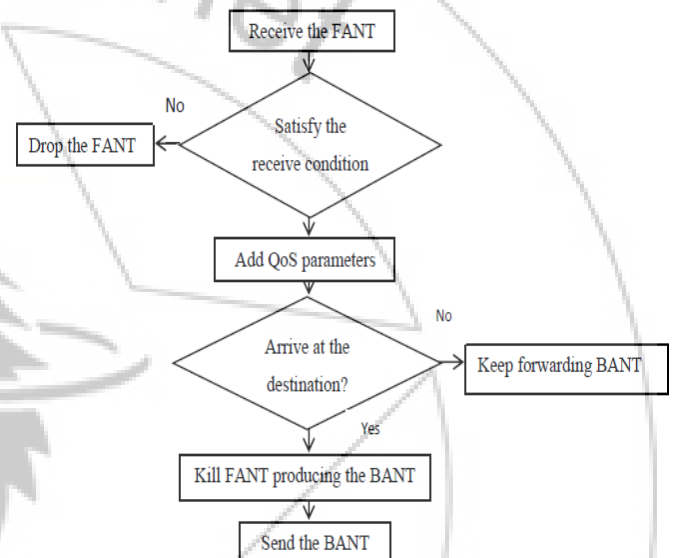 Receive the FANT
No
Satisfy the
receive condition
Drop the FANT
Add QoS parameters
No
Arrive at the
destination?
Keep forwarding BANT
Yes
Kill FANT producing the BANT
Send the BANT